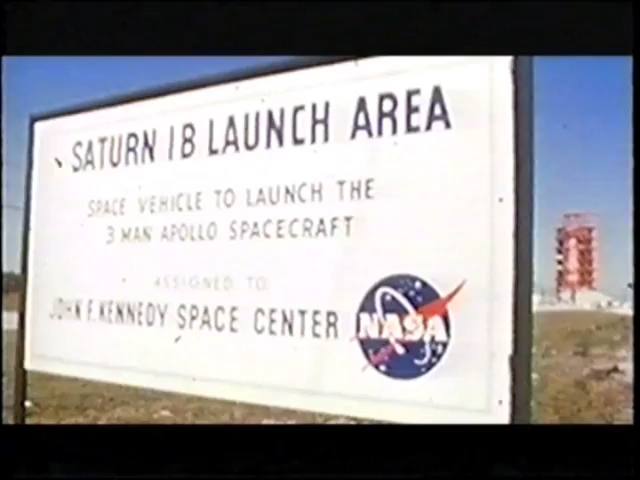 SATURN IB LAUNCH AREA
SPACE VEHICLE TO LAUNCH THE
3 MAN APOLLO SPACECRAFT
ASSIGNED TO
JOHN F. KENNEDY SPACE CENTER
NASA